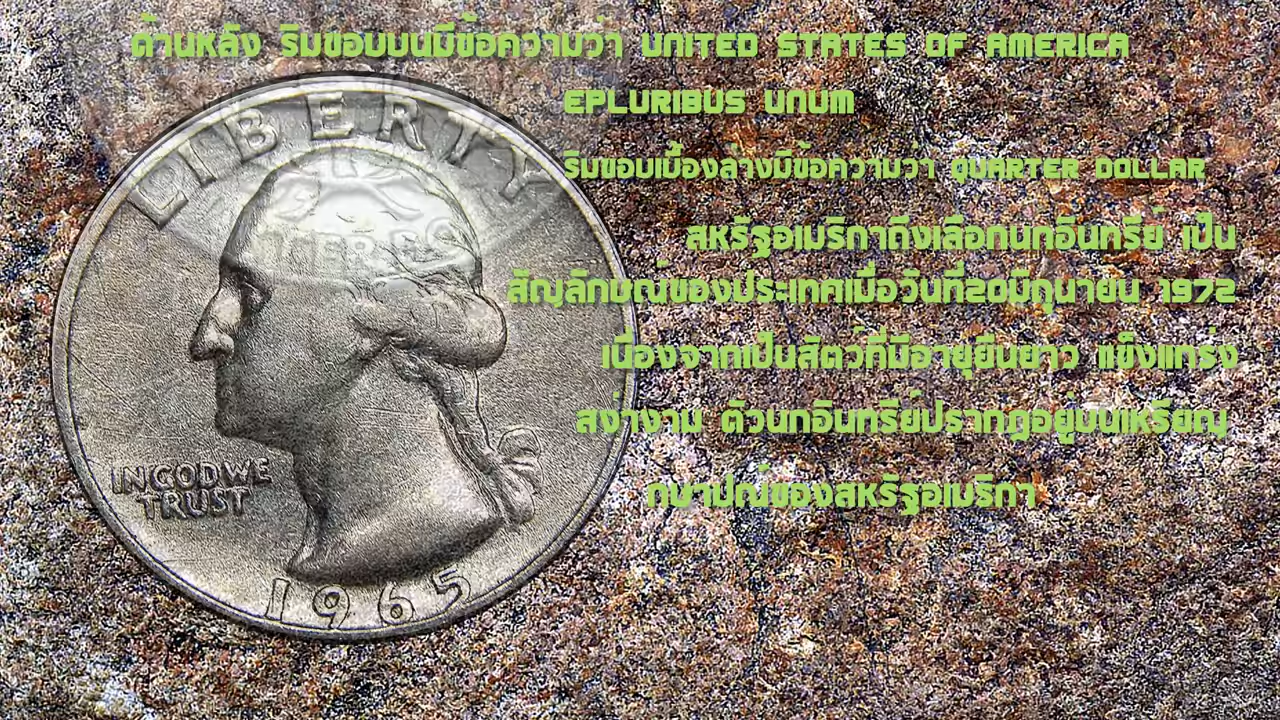 ด้านหลัง ริมขอบบนมีข้อความว่า UNITED STATES OF AMERICA
EPLURIBUS UNUM
ริมขอบเบื้องล่างมีข้อความว่า QUARTER DOLLAR
สหรัฐอเมริกาถึงเลือกนกอินทรีย์ เป็น
สัญลักษณ์ของประเทศเมื่อวันที่20มิถุนายน 1972
เนื่องจากเป็นสัตว์ที่มีอายุยืนยาว แข็งแกร่ง
สง่างาม ตัวนกอินทรีย์ปรากฎอยู่บนเหรียญ
กษาปณ์ของสหรัฐอเมริกา
LIBERTY
IN GOD WE
TRUST
1965